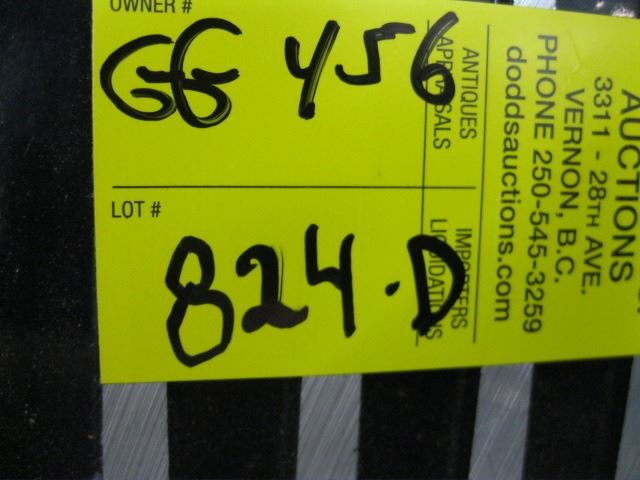 OWNER #
GG 456
LOT #
824.D
ANTIQUES
IMPORTERS
LIQUIDATIONS
AUCTIONS
3311 - 28TH AVE.
VERNON, B.C.
PHONE 250-545-3259
doddsauctions.com